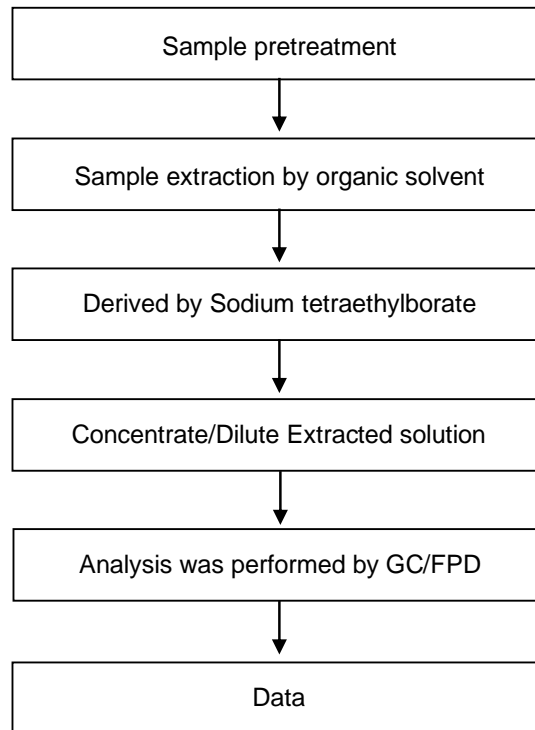 Sample pretreatment
Sample extraction by organic solvent
Derived by Sodium tetraethylborate
Concentrate/Dilute Extracted solution
Analysis was performed by GC/FPD
Data